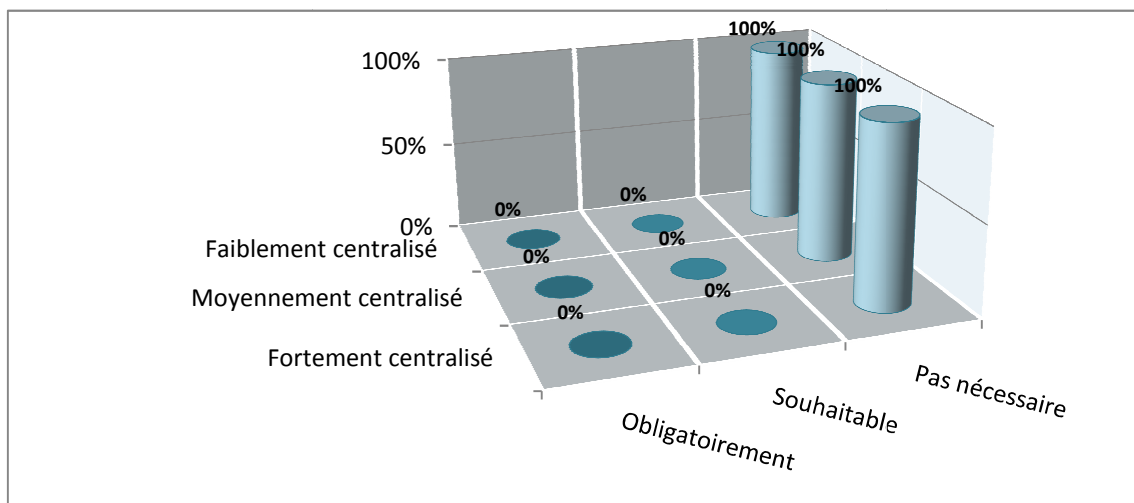 100%
100%
100%
100%
50%
0%
0%
0%
0%
0%
0%
0%
Faiblement centralisé
Moyennement centralisé
Fortement centralisé
Obligatoirement
Souhaitable
Pas nécessaire